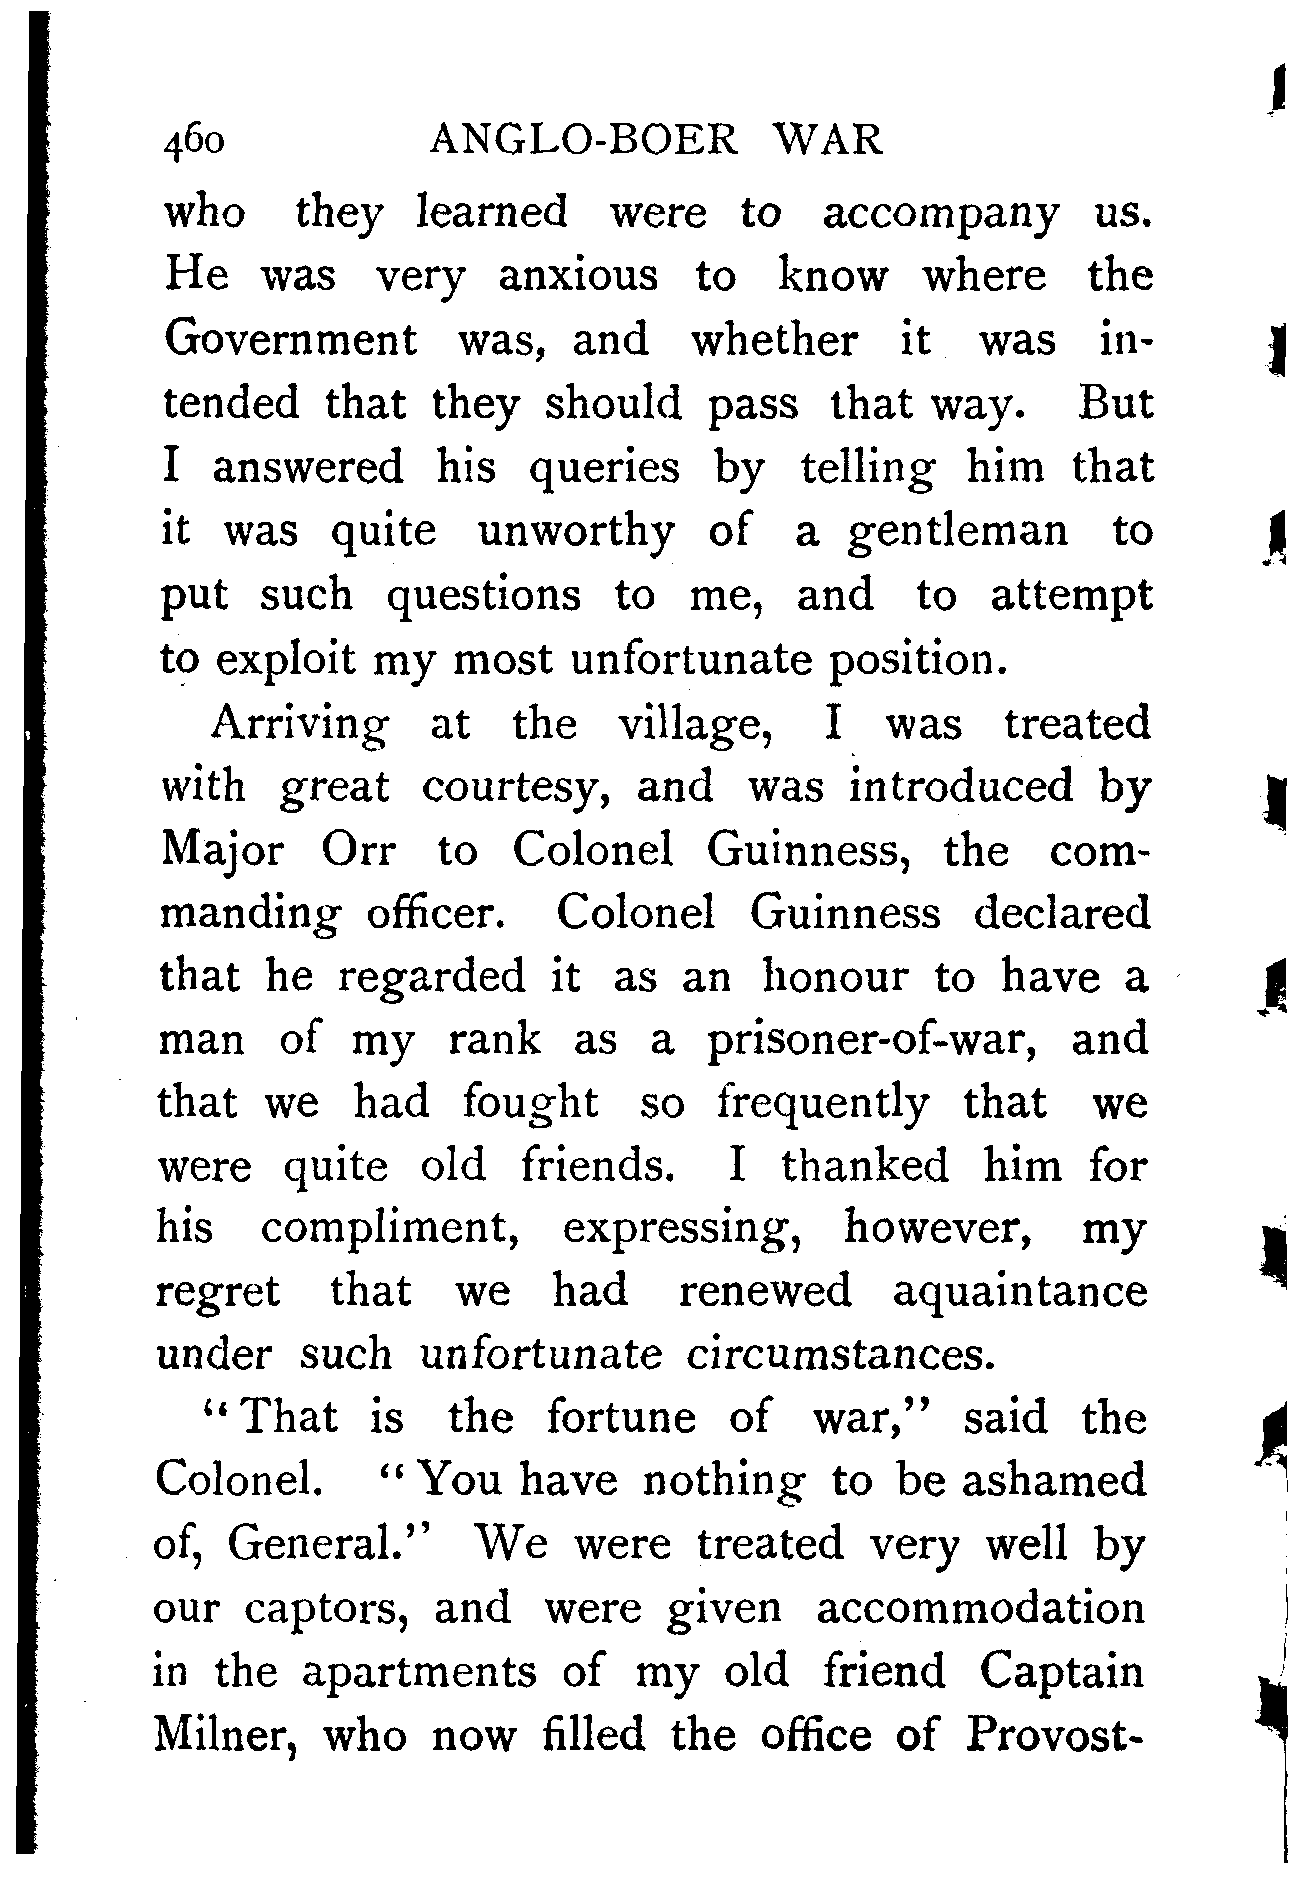 460 ANGLO-BOER WAR
who they learned were to accompany us.
He was very anxious to know where the
Government was, and whether it was in-
tended that they should pass that way. But
I answered his queries by telling him that
it was quite unworthy of a gentleman to
put such questions to me, and to attempt
to exploit my most unfortunate position.
Arriving at the village, I was treated
with great courtesy, and was introduced by
Major Orr to Colonel Guinness, the com-
manding officer. Colonel Guinness declared
that he regarded it as an honour to have a
man of my rank as a prisoner-of-war, and
that we had fought so frequently that we
were quite old friends. I thanked him for
his compliment, expressing, however, my
regret that we had renewed aquaintance
under such unfortunate circumstances.
"That is the fortune of war," said the
Colonel. "You have nothing to be ashamed
of, General." We were treated very well by
our captors, and were given accommodation
in the apartments of my old friend Captain
Milner, who now filled the office of Provost-